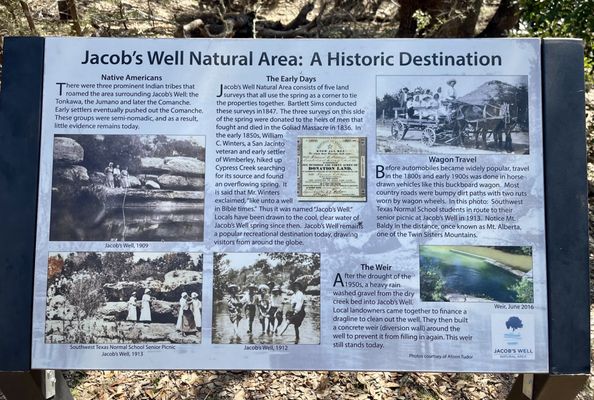 Jacob's Well Natural Area: A Historic Destination
Native Americans
There were three prominent Indian tribes that
roamed the area surrounding Jacob's Well: the
Tonkawa, the Jumano and later the Comanche.
Early settlers eventually pushed out the Comanche.
These groups were semi-nomadic, and as a result,
little evidence remains today.
Jacob's Well, 1909
Southwest Texas Normal School Senior Picnic
Jacob's Well, 1913
The Early Days
Jacob's Well Natural Area consists of five land
surveys that all use the spring as a corner to tie
the properties together. Bartlett Sims conducted
these surveys in 1847. The three surveys on this side
of the spring were donated to the heirs of men that
fought and died in the Goliad Massacre in 1836. In
the early 1850s, William
C. Winters, a San Jacinto
veteran and early settler
of Wimberley, hiked up
Cypress Creek searching
for its source and found
an overflowing spring. It
is said that Mr. Winters
exclaimed, "like unto a well
in Bible times." Thus it was named "Jacob's Well."
Locals have been drawn to the cool, clear water of
Jacob's Well spring since then. Jacob's Well remains
a popular recreational destination today, drawing
visitors from around the globe.
DONATION LAND,
Jacob's Well, 1912
Wagon Travel
Before automobiles became widely popular, travel
in the 1800s and early 1900s was done in horse-
drawn vehicles like this buckboard wagon. Most
country roads were bumpy dirt paths with two ruts
worn by wagon wheels. In this photo: Southwest
Texas Normal School students in route to their
senior picnic at Jacob's Well in 1913. Notice Mt.
Baldy in the distance, once known as Mt. Alberta,
one of the Twin Sisters Mountains.
The Weir
After the drought of the
1950s, a heavy rain
washed gravel from the dry
creek bed into Jacob's Well.
Local landowners came together to finance a
dragline to clean out the well. They then built
a concrete weir (diversion wall) around the
well to prevent it from filling in again. This weir
still stands today.
Weir, June 2016
Photos courtesy of Alison Tudor
JACOB'S WELL
NATURAL AREA